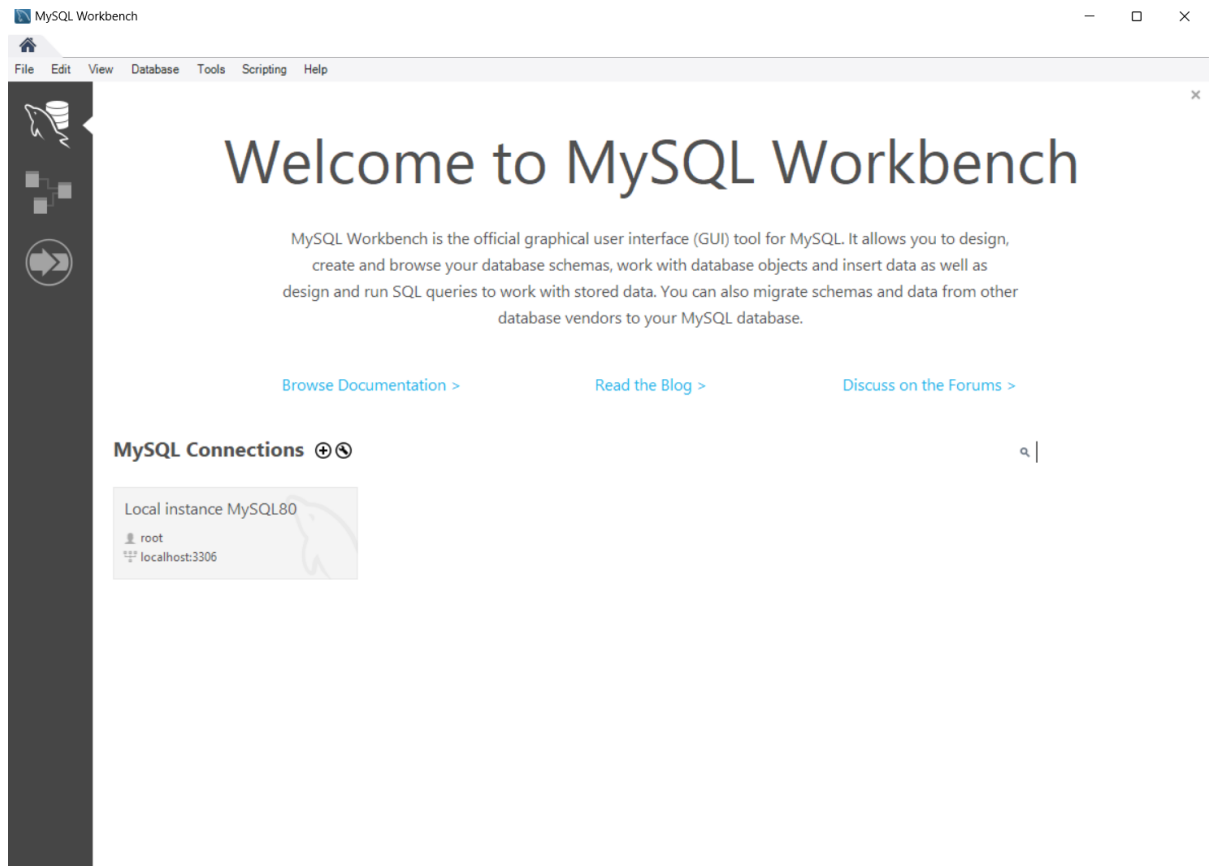 MySQL Workbench
File Edit View Database Tools Scripting Help
Welcome to MySQL Workbench
MySQL Workbench is the official graphical user interface (GUI) tool for MySQL. It allows you to design,
create and browse your database schemas, work with database objects and insert data as well as
design and run SQL queries to work with stored data. You can also migrate schemas and data from other
database vendors to your MySQL database.
Browse Documentation > Read the Blog > Discuss on the Forums >
MySQL Connections
Local instance MySQL80
root
localhost:3306